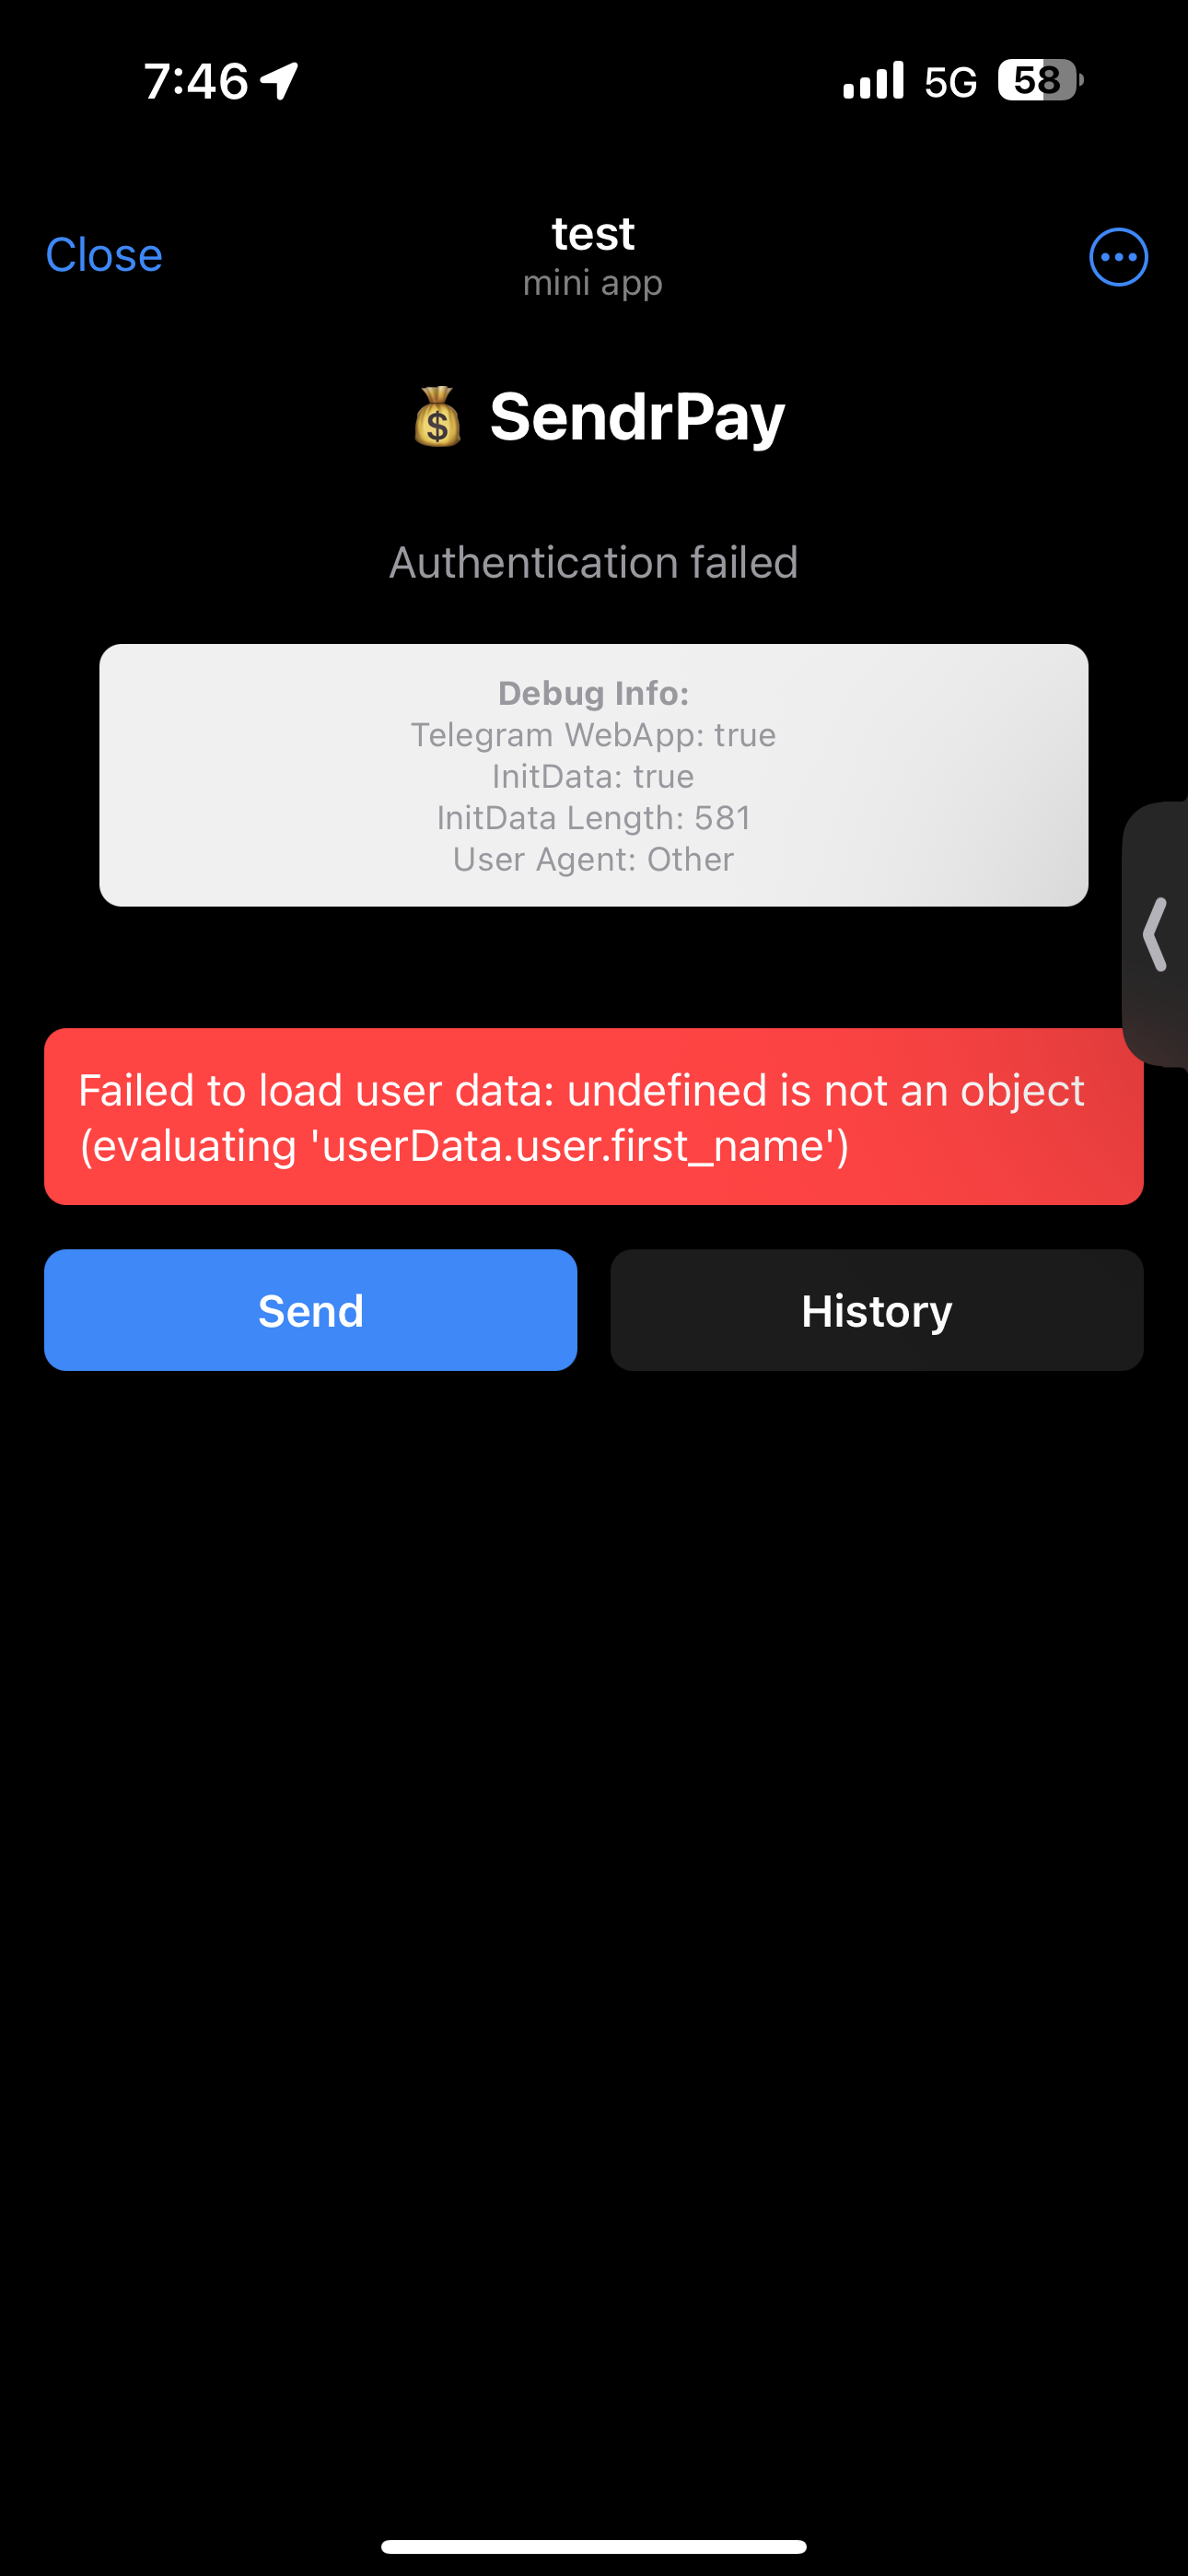 7:46
5G
58
Close
test
mini app
💰 SendrPay
Authentication failed
Debug Info:
Telegram WebApp: true
InitData: true
InitData Length: 581
User Agent: Other
Failed to load user data: undefined is not an object
(evaluating 'userData.user.first_name')
Send
History